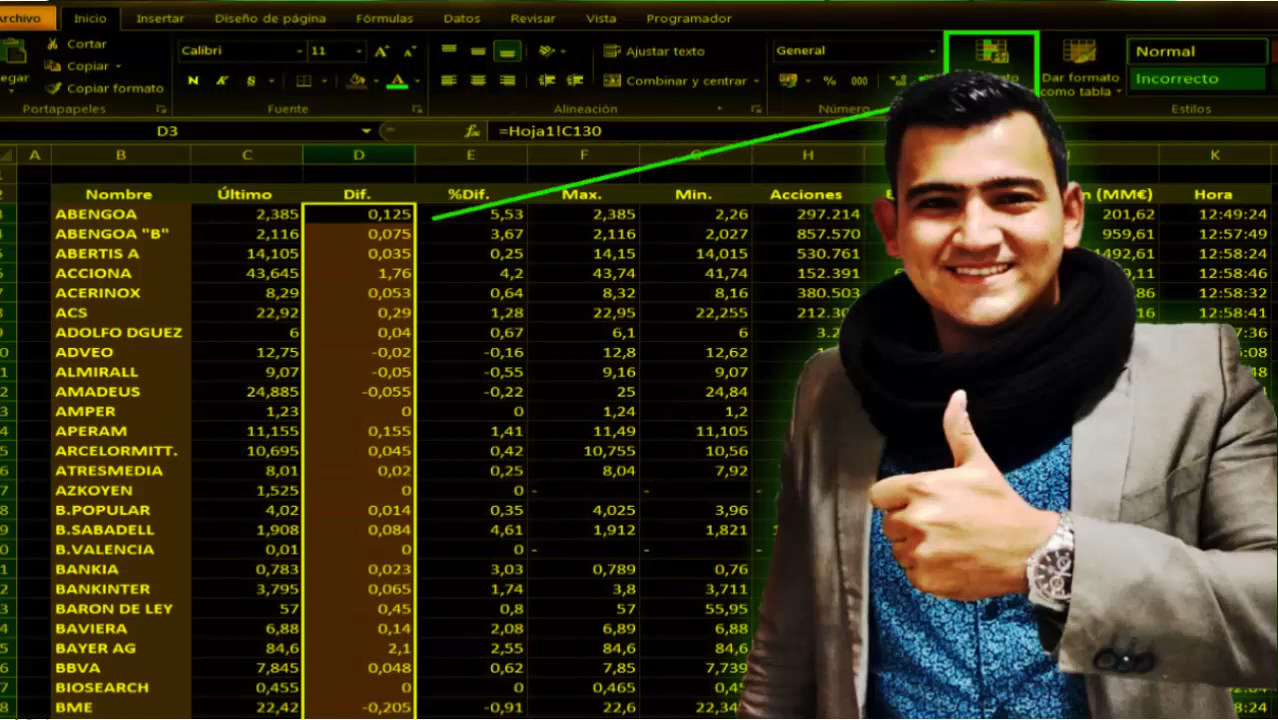 Archivo Inicio Insertar Diseño de página Fórmulas Datos Revisar Vista Programador
Cortar
Copiar
Copiar formato
Portapapeles
Calibri 11
N K S
Fuente
Ajustar texto
Combinar y centrar
Alineación
General
% 000
Número
Dar formato
como tabla
Normal
Incorrecto
Estilos
D3 fx =Hoja1!C130
A B C D E F G H K
Nombre Último Dif. %Dif. Max. Min. Acciones (MM€) Hora
ABENGOA 2,385 0,125 5,53 2,385 2,26 297.214 201,62 12:49:24
ABENGOA "B" 2,116 0,075 3,67 2,116 2,027 857.570 959,61 12:57:49
ABERTIS A 14,105 0,035 0,25 14,15 14,015 530.761 492,61 12:58:24
ACCIONA 43,645 1,76 4,2 43,74 41,74 152.391 12:58:46
ACERINOX 8,29 0,053 0,64 8,32 8,16 380.503 12:58:32
ACS 22,92 0,29 1,28 22,95 22,255 12:58:41
ADOLFO DGUEZ 6 0,04 0,67 6,1 6
ADVEO 12,75 -0,02 -0,16 12,8 12,62
ALMIRALL 9,07 -0,05 -0,55 9,16 9,07
AMADEUS 24,885 -0,055 -0,22 25 24,84
AMPER 1,23 0 0 1,24 1,2
APERAM 11,155 0,155 1,41 11,49 11,105
ARCELORMITT. 10,695 0,045 0,42 10,755 10,56
ATRESMEDIA 8,01 0,02 0,25 8,04 7,92
AZKOYEN 1,525 0 0 - - -
B.POPULAR 4,02 0,014 0,35 4,025 3,96
B.SABADELL 1,908 0,084 4,61 1,912 1,821
B.VALENCIA 0,01 0 0 - - -
BANKIA 0,783 0,023 3,03 0,789 0,76
BANKINTER 3,795 0,065 1,74 3,8 3,711
BARON DE LEY 57 0,45 0,8 57 55,95
BAVIERA 6,88 0,14 2,08 6,89 6,88
BAYER AG 84,6 2,1 2,55 84,6 84,6
BBVA 7,845 0,048 0,62 7,85 7,739
BIOSEARCH 0,455 0 0 0,465
BME 22,42 -0,205 -0,91 22,6